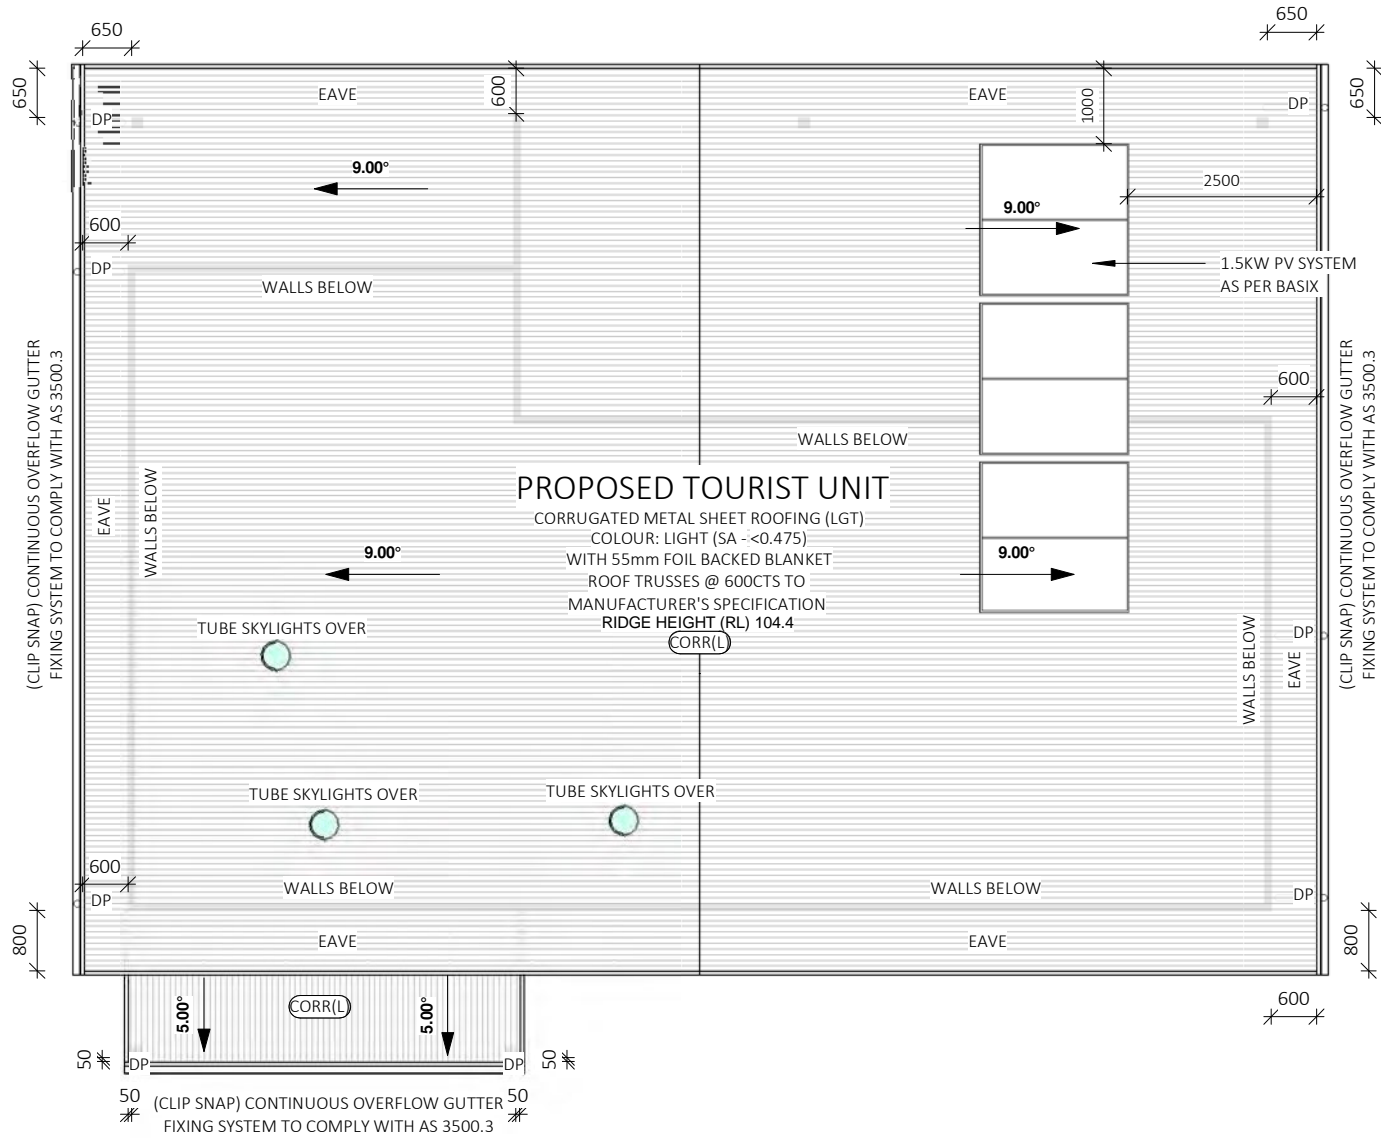 650
650
650
EAVE
600
EAVE
1000
DP
650
DP
9.00°
2500
9.00°
600
DP
WALLS BELOW
1.5KW PV SYSTEM
AS PER BASIX
(CLIP SNAP) CONTINUOUS OVERFLOW GUTTER
FIXING SYSTEM TO COMPLY WITH AS 3500.3
600
(CLIP SNAP) CONTINUOUS OVERFLOW GUTTER
FIXING SYSTEM TO COMPLY WITH AS 3500.3
WALLS BELOW
EAVE
WALLS BELOW
PROPOSED TOURIST UNIT
CORRUGATED METAL SHEET ROOFING (LGT)
COLOUR: LIGHT (SA - <0.475)
WITH 55mm FOIL BACKED BLANKET
ROOF TRUSSES @ 600CTS TO
MANUFACTURER'S SPECIFICATION
RIDGE HEIGHT (RL) 104.4
CORR(L)
9.00°
9.00°
TUBE SKYLIGHTS OVER
DP
WALLS BELOW
EAVE
TUBE SKYLIGHTS OVER
TUBE SKYLIGHTS OVER
600
WALLS BELOW
WALLS BELOW
DP
DP
800
EAVE
EAVE
800
600
5.00°
CORR(L)
5.00°
50
DP
DP
50
50
50
(CLIP SNAP) CONTINUOUS OVERFLOW GUTTER
FIXING SYSTEM TO COMPLY WITH AS 3500.3